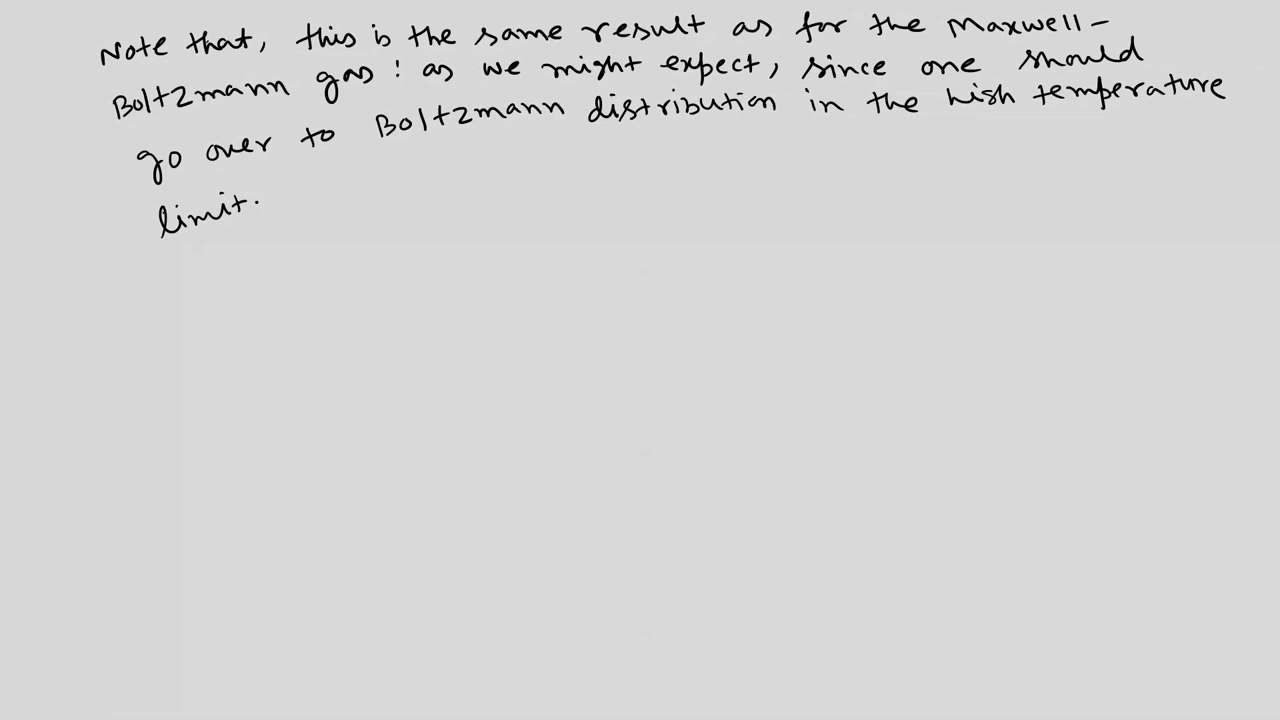 Note that, this is the same result as for the Maxwell-
Boltzmann gas! as we might expect, since one should
go over to Boltzmann distribution in the high temperature
limit.